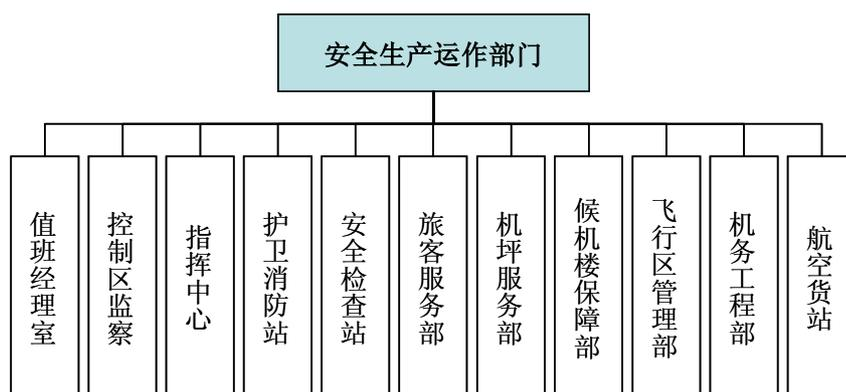 安全生产运作部门
值班经理室
控制区监察
指挥中心
护卫消防站
安全检查站
旅客服务部
机坪服务部
候机楼保障部
飞行区管理部
机务工程部
航空货站